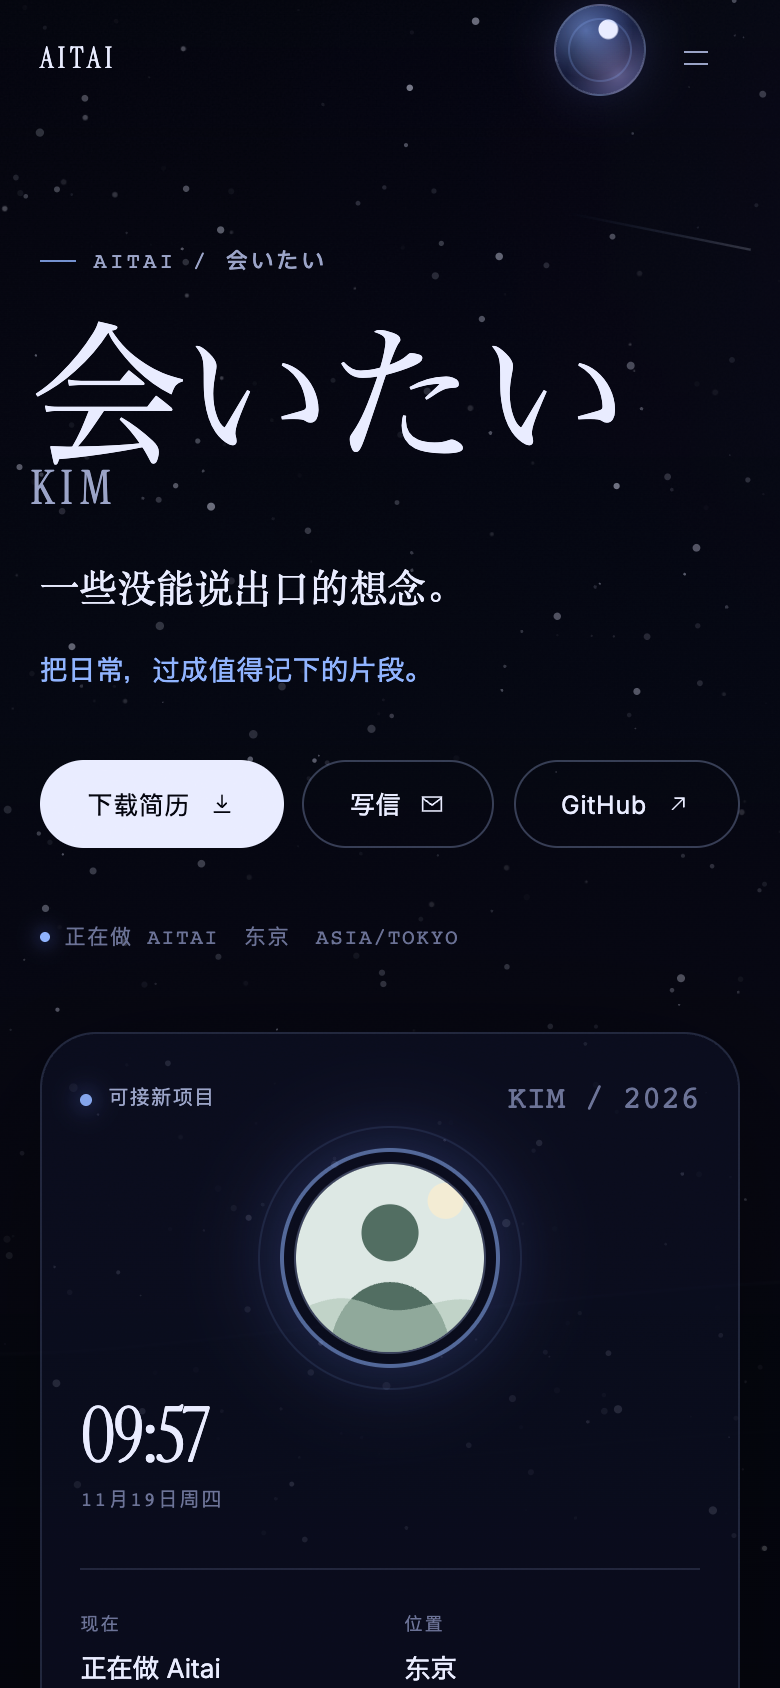 AITAI
AITAI / 会いたい
会いたい
KIM
一些没能说出口的想念。
把日常，过成值得记下的片段。
下载简历 写信 GitHub
正在做 AITAI 东京 ASIA/TOKYO
可接新项目 KIM / 2026
09:57
11月19日周四
现在 位置
正在做 Aitai 东京